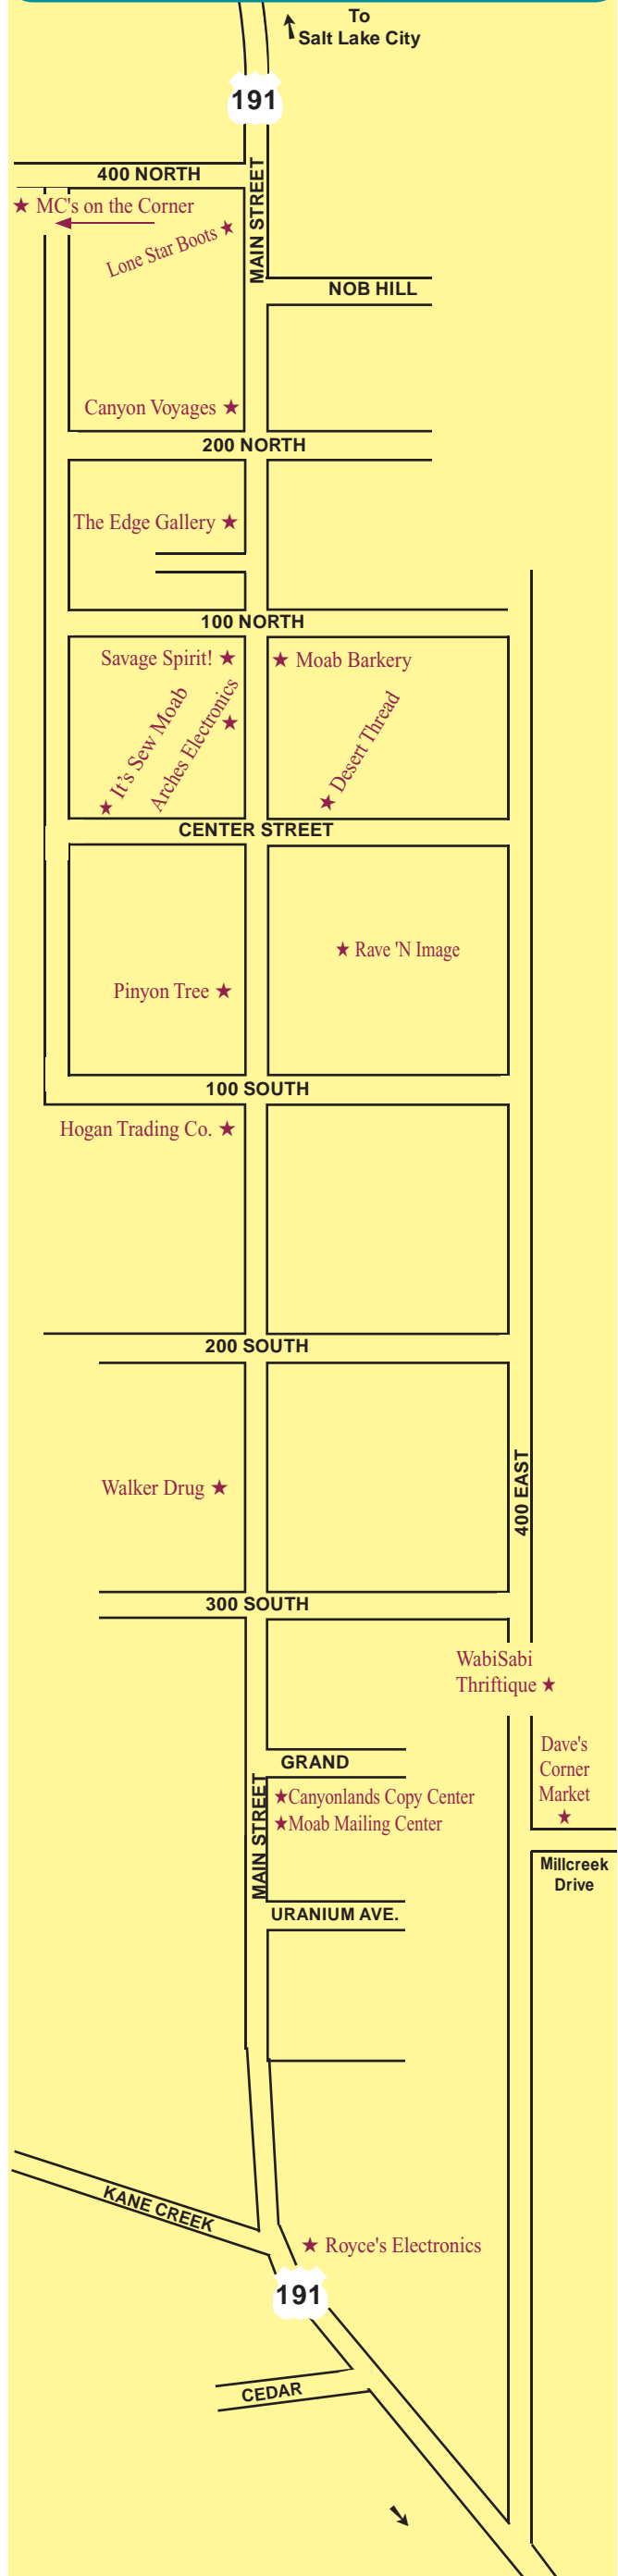 To
Salt Lake City
191
400 NORTH
MAIN STREET
★ MC's on the Corner
Lone Star Boots ★
NOB HILL
Canyon Voyages ★
200 NORTH
The Edge Gallery ★
100 NORTH
Savage Spirit! ★
★ Moab Barkery
★ It's Sew Moab
Arches Electronics ★
★ Desert Thread
CENTER STREET
★ Rave 'N Image
Pinyon Tree ★
100 SOUTH
Hogan Trading Co. ★
200 SOUTH
Walker Drug ★
400 EAST
300 SOUTH
WabiSabi
Thriftique ★
Dave's
Corner
Market
★
GRAND
MAIN STREET
★Canyonlands Copy Center
★Moab Mailing Center
Millcreek
Drive
URANIUM AVE.
KANE CREEK
★ Royce's Electronics
191
CEDAR